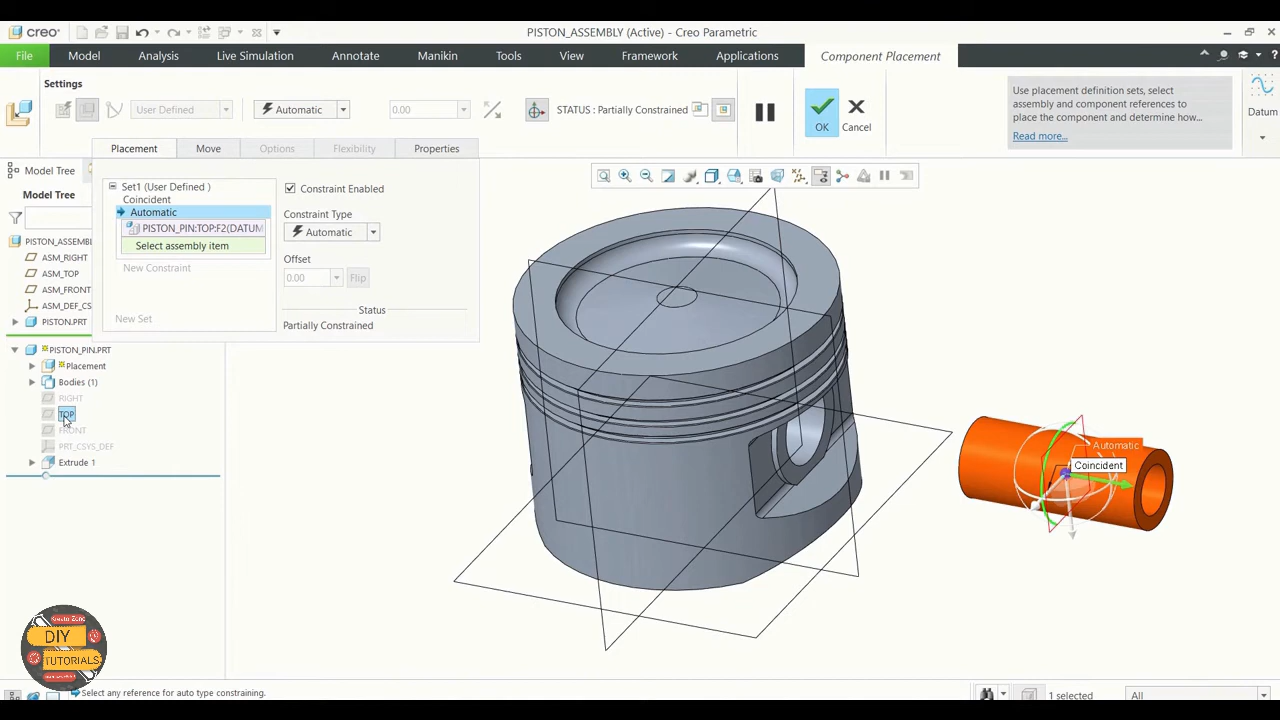 creo
PISTON_ASSEMBLY (Active) - Creo Parametric
File Model Analysis Live Simulation Annotate Manikin Tools View Framework Applications Component Placement
Settings
User Defined
Automatic
0.00
STATUS : Partially Constrained
OK
Cancel
Use placement definition sets, select
assembly and component references to
place the component and determine how...
Read more...
Datum
Placement Move Options Flexibility Properties
Model Tree
Model Tree
PISTON_ASSEMBL
ASM_RIGHT
ASM_TOP
ASM_FRONT
ASM_DEF_CS
PISTON.PRT
PISTON_PIN.PRT
Placement
Bodies (1)
RIGHT
TOP
FRONT
PRT_CSYS_DEF
Extrude 1
Set1 (User Defined )
Coincident
Automatic
PISTON_PIN:TOP:F2(DATUM
Select assembly item
New Constraint
New Set
Constraint Enabled
Constraint Type
Automatic
Offset
0.00 Flip
Status
Partially Constrained
Automatic
Coincident
Kreato Zone
DIY
TUTORIALS
Select any reference for auto type constraining.
1 selected
All